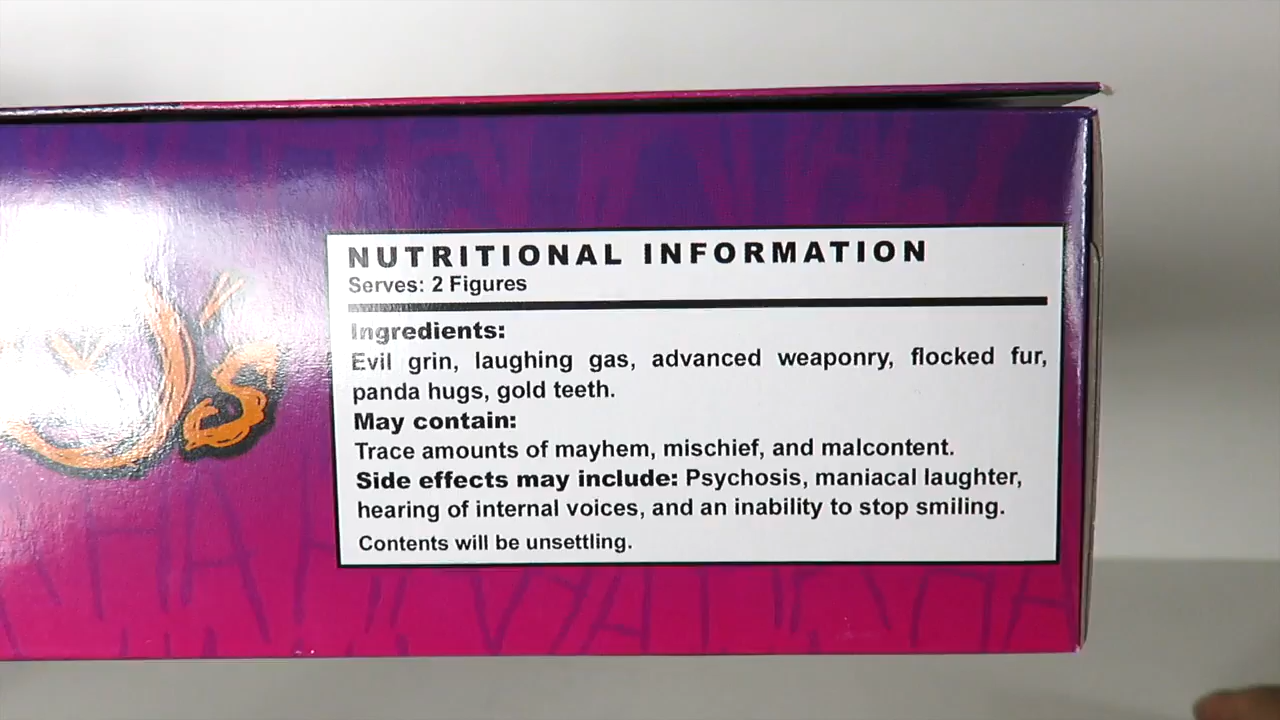 NUTRITIONAL INFORMATION
Serves: 2 Figures
Ingredients:
Evil grin, laughing gas, advanced weaponry, flocked fur,
panda hugs, gold teeth.
May contain:
Trace amounts of mayhem, mischief, and malcontent.
Side effects may include: Psychosis, maniacal laughter,
hearing of internal voices, and an inability to stop smiling.
Contents will be unsettling.